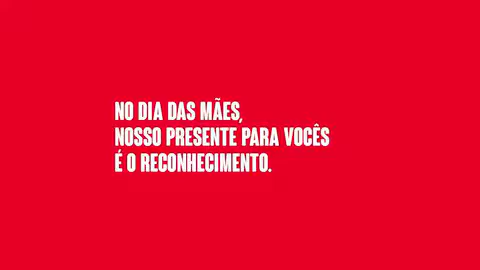 NO DIA DAS MÃES,
NOSSO PRESENTE PARA VOCÊS
É O RECONHECIMENTO.